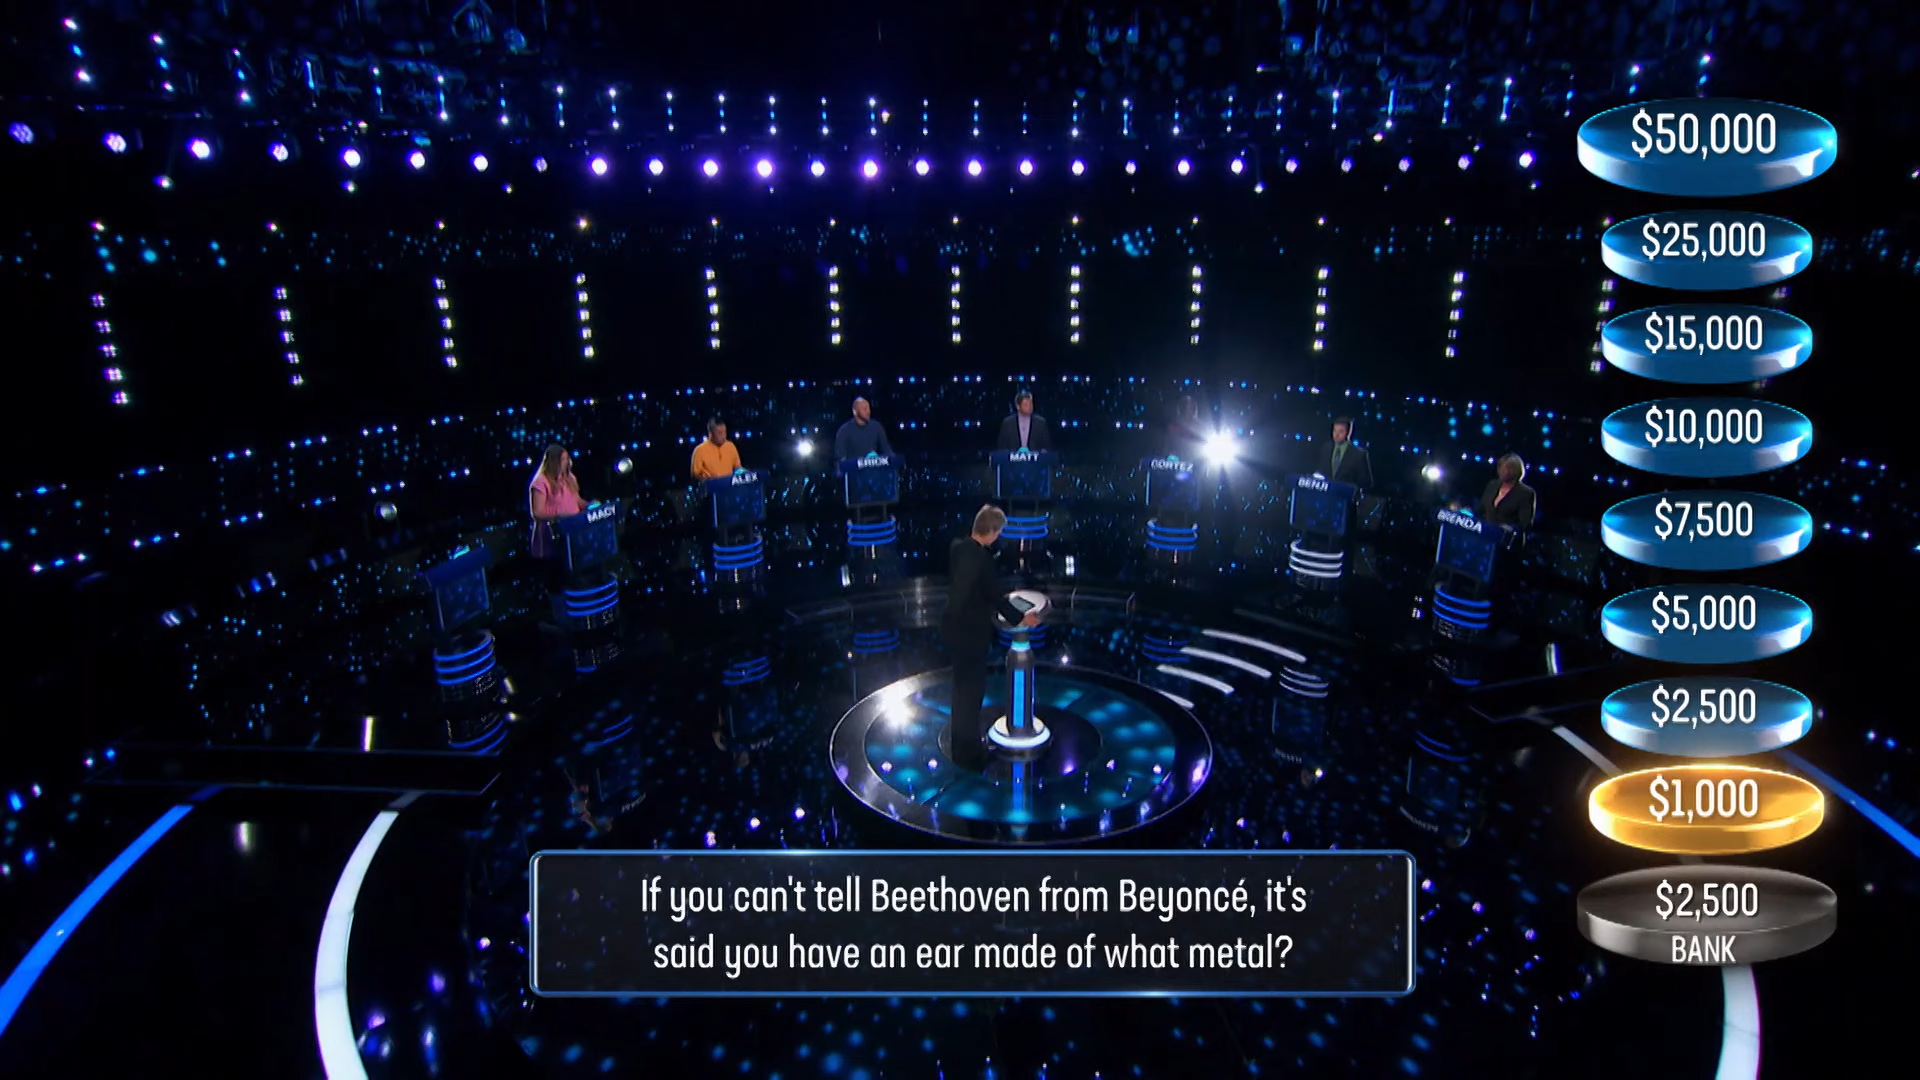 $50,000
$25,000
$15,000
$10,000
$7,500
$5,000
$2,500
$1,000
$2,500
BANK
MACY
ALEX
ERICK
MATT
CORTEZ
BENJI
BRENDA
If you can't tell Beethoven from Beyoncé, it's
said you have an ear made of what metal?